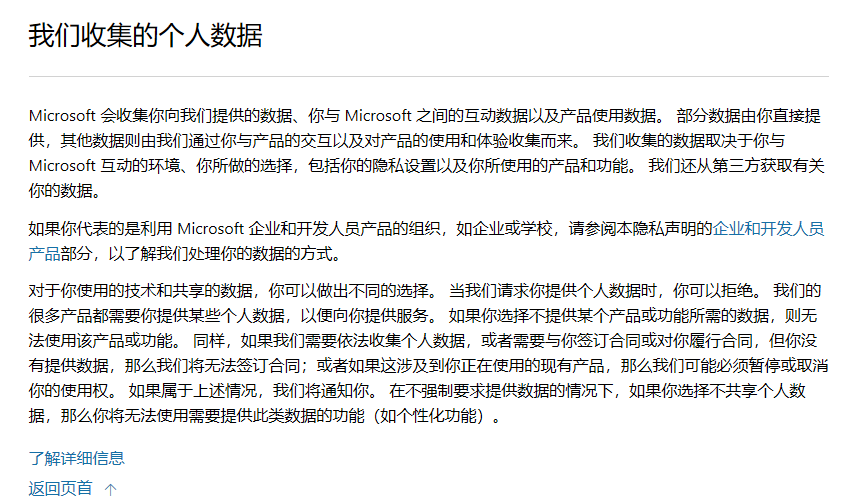 我们收集的个人数据
Microsoft 会收集你向我们提供的数据、你与 Microsoft 之间的互动数据以及产品使用数据。 部分数据由你直接提
供，其他数据则由我们通过你与产品的交互以及对产品的使用和体验收集而来。 我们收集的数据取决于你与
Microsoft 互动的环境、你所做的选择，包括你的隐私设置以及你所使用的产品和功能。 我们还从第三方获取有关
你的数据。
如果你代表的是利用 Microsoft 企业和开发人员产品的组织，如企业或学校，请参阅本隐私声明的企业和开发人员
产品部分，以了解我们处理你的数据的方式。
对于你使用的技术和共享的数据，你可以做出不同的选择。 当我们请求你提供个人数据时，你可以拒绝。 我们的
很多产品都需要你提供某些个人数据，以便向你提供服务。 如果你选择不提供某个产品或功能所需的数据，则无
法使用该产品或功能。 同样，如果我们需要依法收集个人数据，或者需要与你签订合同或对你履行合同，但你没
有提供数据，那么我们将无法签订合同；或者如果这涉及到你正在使用的现有产品，那么我们可能必须暂停或取消
你的使用权。 如果属于上述情况，我们将通知你。 在不强制要求提供数据的情况下，如果你选择不共享个人数
据，那么你将无法使用需要提供此类数据的功能（如个性化功能）。
了解详细信息
返回页首 ↑